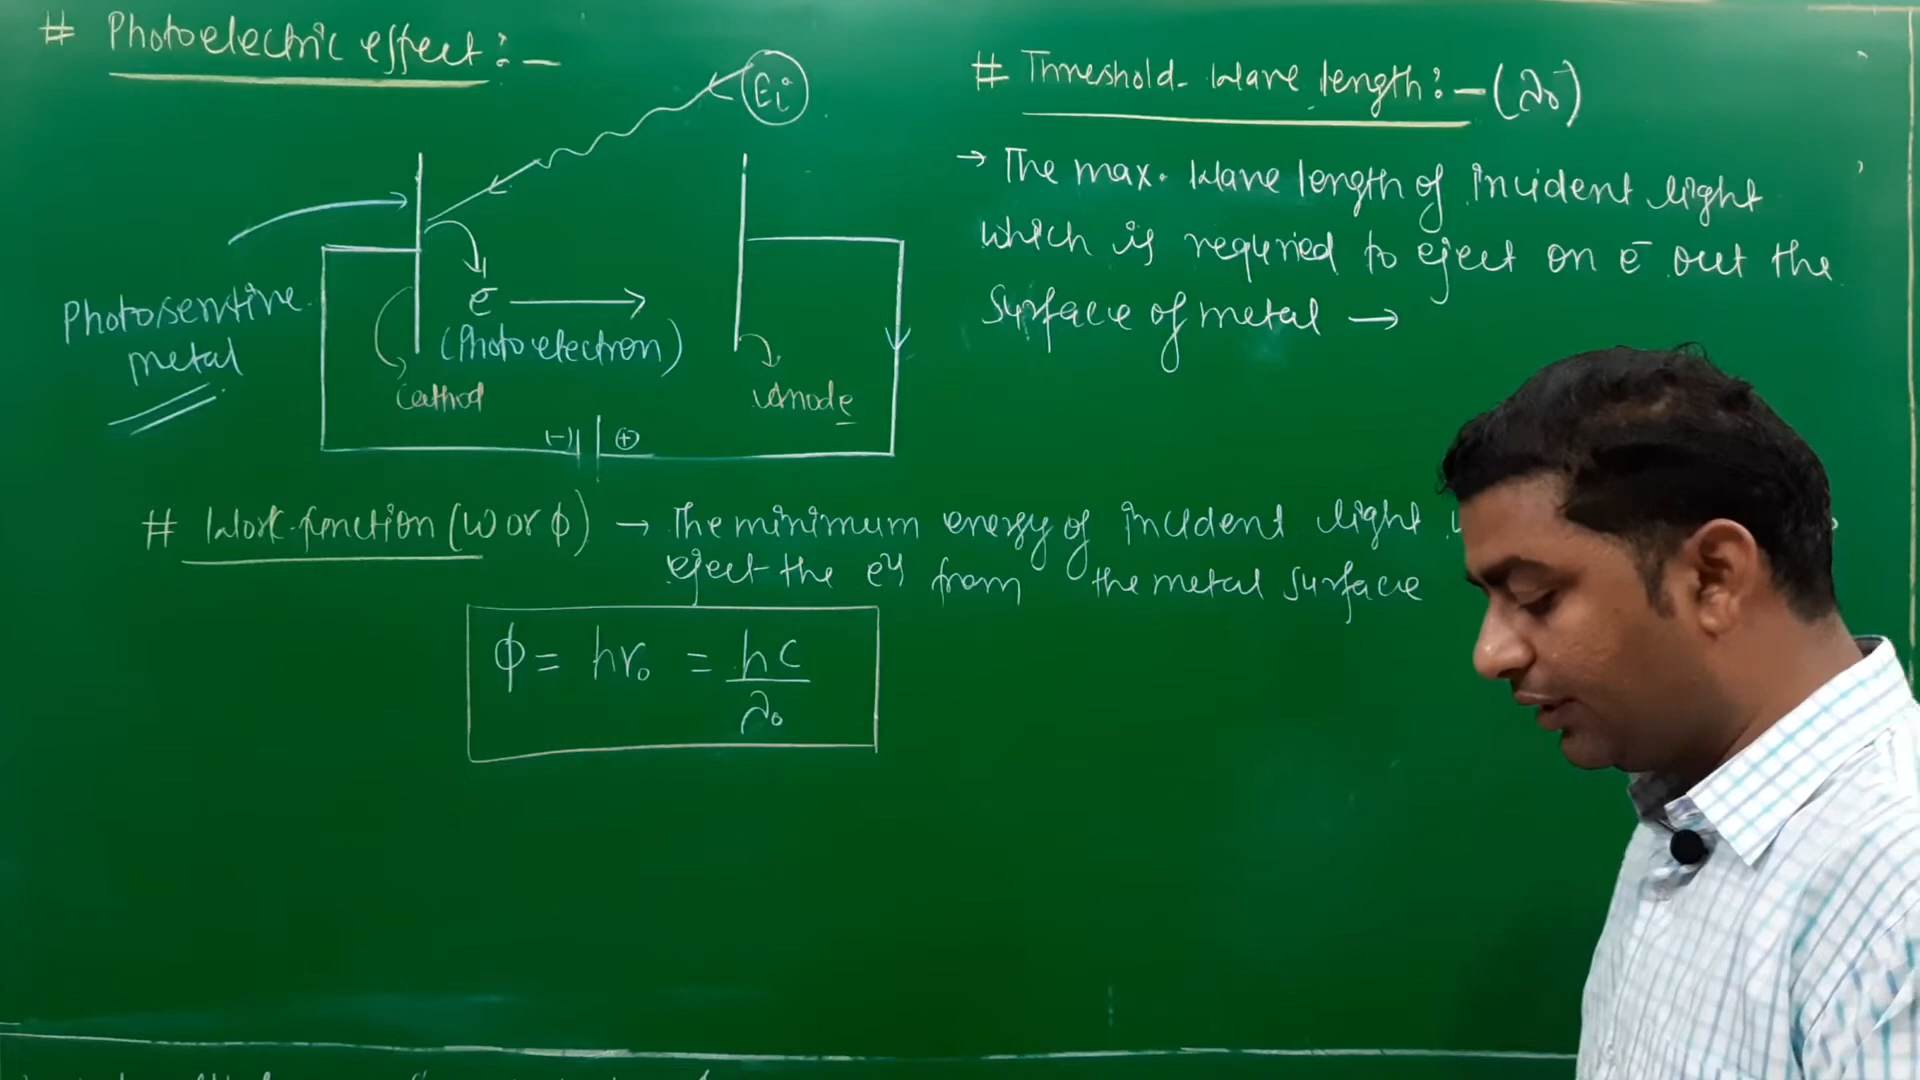 # Photoelectric effect :-
Ei
Photosensitive
metal
e-
(Photoelectron)
Cathod
Anode
(-) (+)
# Threshold wave length :- (λ₀)
→ The max. Wave length of incident light
which is requried to eject on e- out the
Surface of metal →
# Work function (W or ϕ) → The minimum energy of incident light
eject the e's from the metal surface
ϕ = hν₀ = hc
λ₀